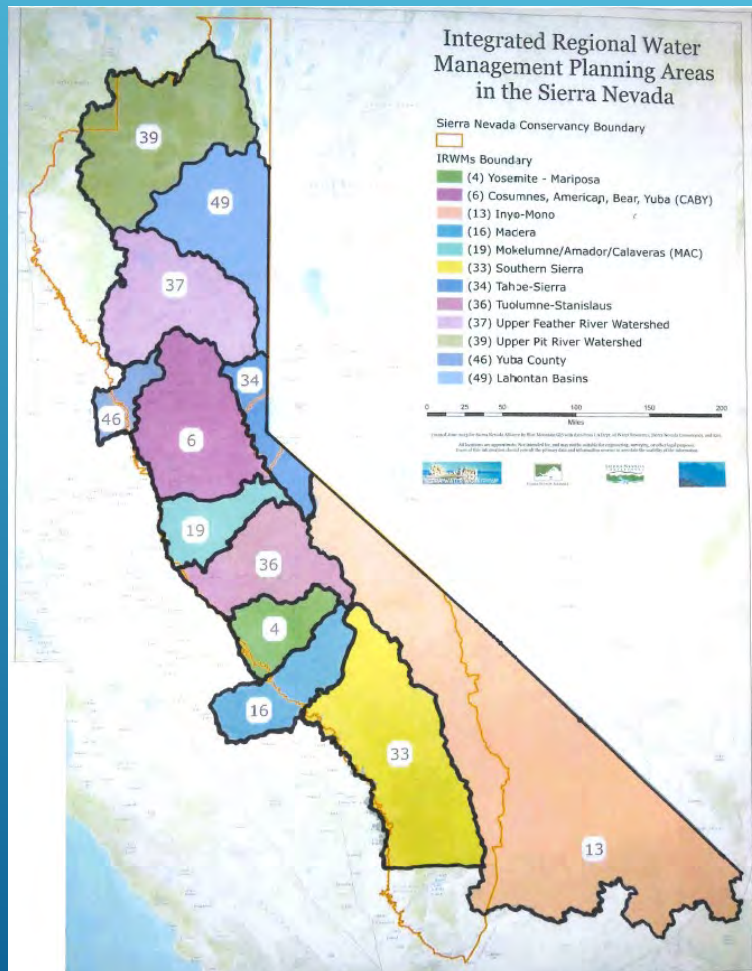 Integrated Regional Water
Management Planning Areas
in the Sierra Nevada
Sierra Nevada Conservancy Boundary
IRWMs Boundary
(4) Yosemite - Mariposa
(6) Cosumnes, American, Bear, Yuba (CABY)
(13) Inyo-Mono
(16) Madera
(19) Mokelumne/Amador/Calaveras (MAC)
(33) Southern Sierra
(34) Tahoe-Sierra
(36) Tuolumne-Stanislaus
(37) Upper Feather River Watershed
(39) Upper Pit River Watershed
(46) Yuba County
(49) Lahontan Basins
0 25 50 100 150 200
Miles
39
49
37
34
46
6
19
36
4
16
33
13